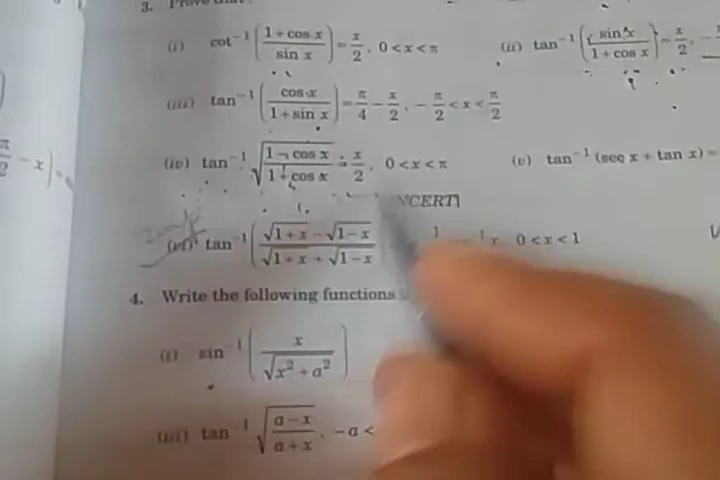 3. Prove that :
(i) cot⁻¹ ((1 + cos x)/(sin x)) = x/2, 0 < x < π (ii) tan⁻¹ ((sin x)/(1 + cos x)) = x/2, -
(iii) tan⁻¹ ((cos x)/(1 + sin x)) = π/4 − x/2, −π/2 < x < π/2
π/2 − x)
(iv) tan⁻¹ √((1 − cos x)/(1 + cos x)) = x/2, 0 < x < π (v) tan⁻¹ (sec x + tan x) =
NCERT]
(vi) tan⁻¹ ((√(1 + x) − √(1 − x))/(√(1 + x) + √(1 − x))) 0 < x < 1
4. Write the following functions
(i) sin⁻¹ (x/√(x² + a²))
(iii) tan⁻¹ √((a − x)/(a + x)), −a <